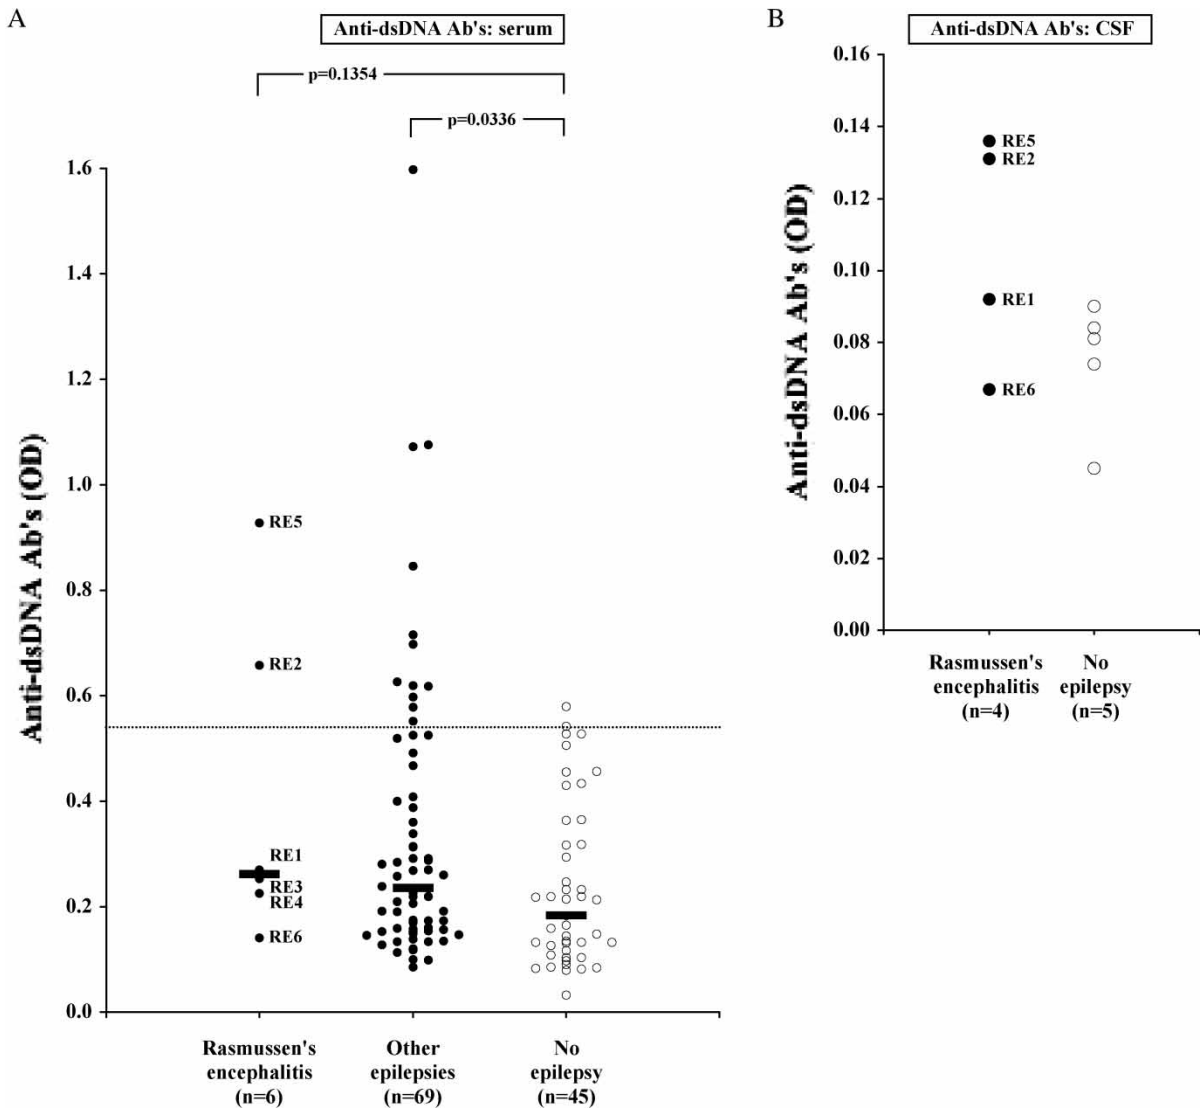 A
Anti-dsDNA Ab's: serum
p=0.1354
p=0.0336
Anti-dsDNA Ab's (OD)
1.6
1.4
1.2
1.0
0.8
0.6
0.4
0.2
0.0
RE5
RE2
RE1
RE3
RE4
RE6
Rasmussen's
encephalitis
(n=6)
Other
epilepsies
(n=69)
No
epilepsy
(n=45)
B
Anti-dsDNA Ab's: CSF
Anti-dsDNA Ab's (OD)
0.16
0.14
0.12
0.10
0.08
0.06
0.04
0.02
0.00
RE5
RE2
RE1
RE6
Rasmussen's
encephalitis
(n=4)
No
epilepsy
(n=5)